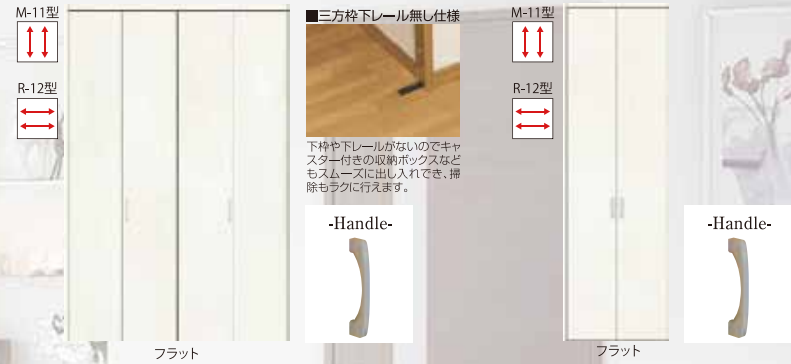 M-11型
R-12型
フラット
■三方枠下レール無し仕様
下枠や下レールがないのでキャ
スター付きの収納ボックスなど
もスムーズに出し入れでき、掃
除もラクに行えます。
-Handle-
M-11型
R-12型
フラット
-Handle-